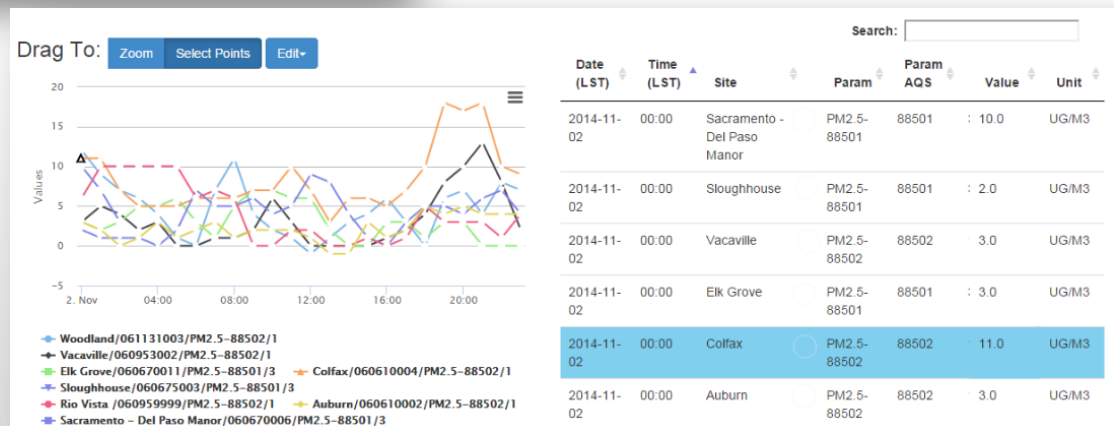 Drag To: Zoom Select Points Edit
20
15
10
5
0
-5
Values
2. Nov 04:00 08:00 12:00 16:00 20:00
Woodland/061131003/PM2.5-88502/1
Vacaville/060953002/PM2.5-88502/1
Elk Grove/060670011/PM2.5-88501/3 Colfax/060610004/PM2.5-88502/1
Sloughhouse/060675003/PM2.5-88501/3
Rio Vista /060959999/PM2.5-88502/1 Auburn/060610002/PM2.5-88502/1
Sacramento - Del Paso Manor/060670006/PM2.5-88501/3
Search:
Date Time Param
(LST) (LST) Site Param AQS Value Unit
2014-11- 00:00 Sacramento - PM2.5- 88501 : 10.0 UG/M3
02 Del Paso 88501
Manor
2014-11- 00:00 Sloughhouse PM2.5- 88501 : 2.0 UG/M3
02 88501
2014-11- 00:00 Vacaville PM2.5- 88502 3.0 UG/M3
02 88502
2014-11- 00:00 Elk Grove PM2.5- 88501 : 3.0 UG/M3
02 88501
2014-11- 00:00 Colfax PM2.5- 88502 11.0 UG/M3
02 88502
2014-11- 00:00 Auburn PM2.5- 88502 3.0 UG/M3
02 88502